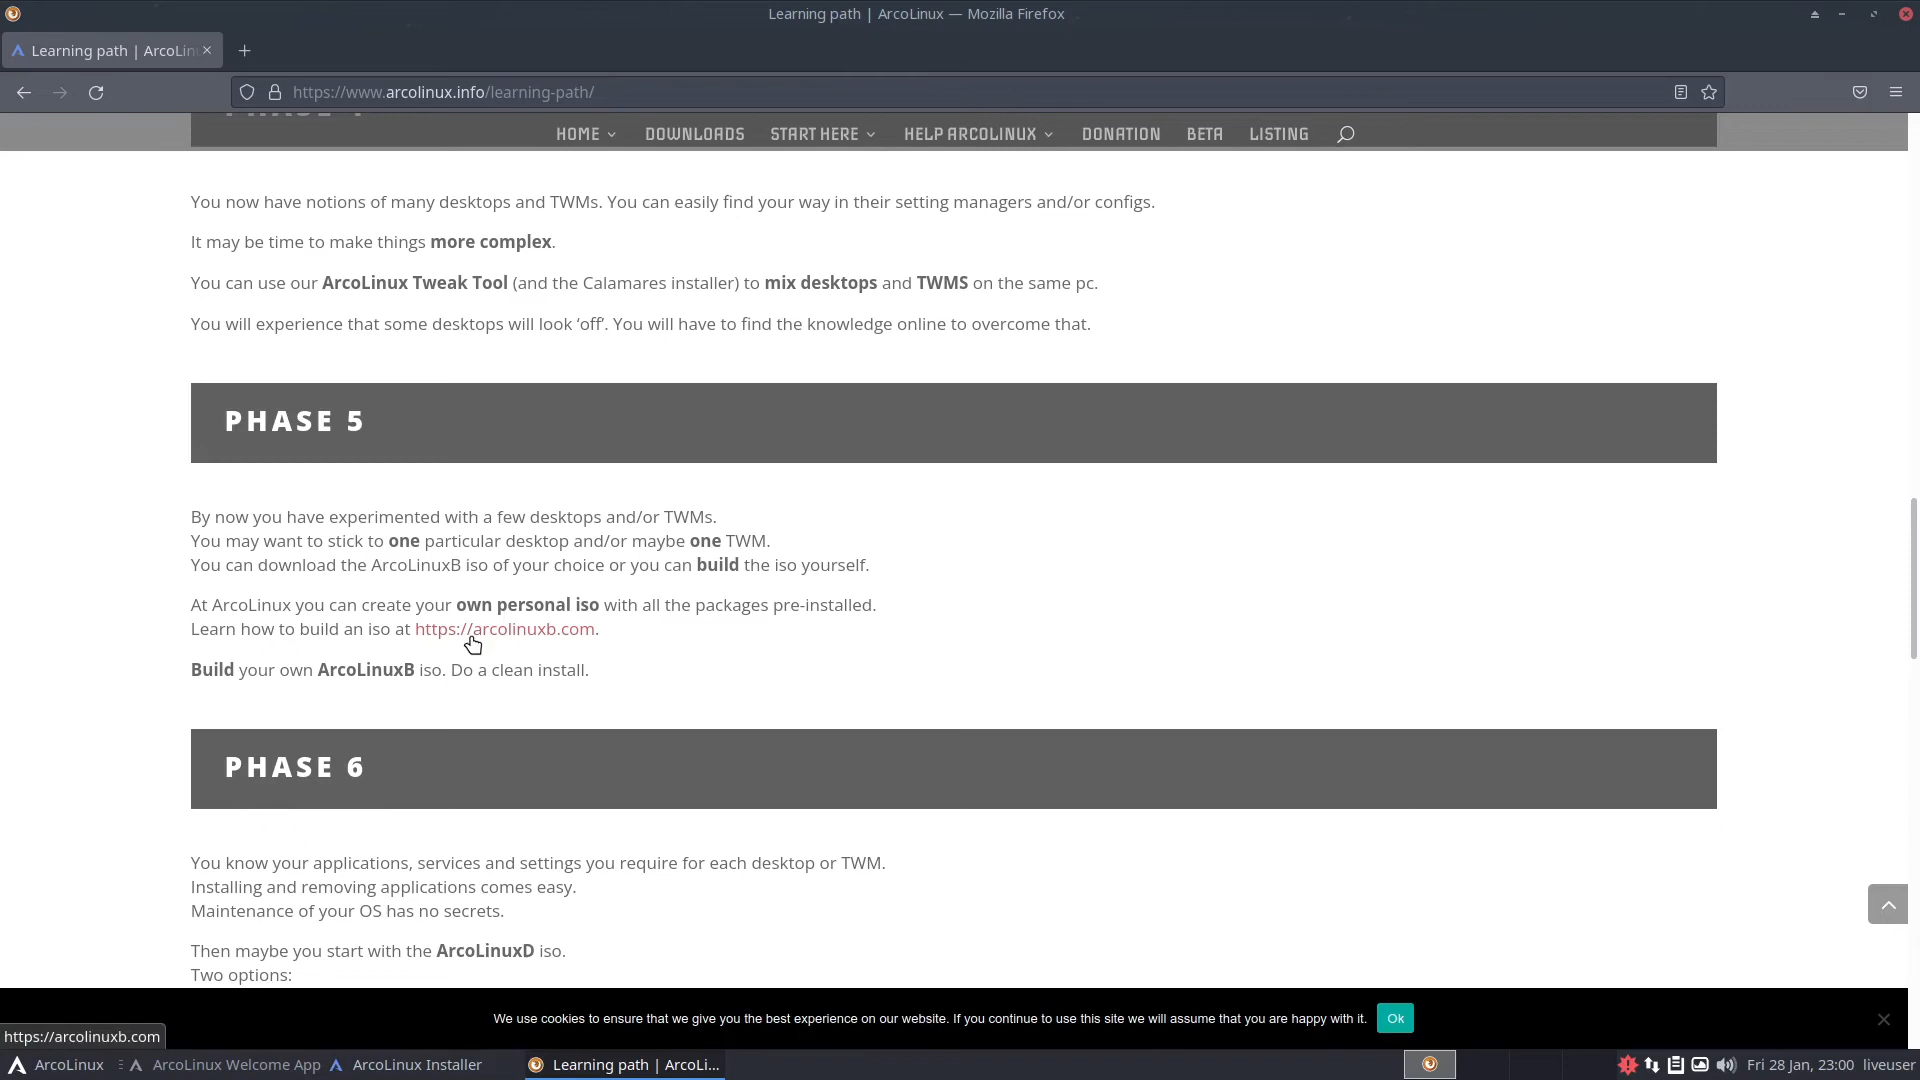 Learning path | ArcoLinux — Mozilla Firefox
Learning path | ArcoLin
https://www.arcolinux.info/learning-path/
HOME DOWNLOADS START HERE HELP ARCOLINUX DONATION BETA LISTING
You now have notions of many desktops and TWMs. You can easily find your way in their setting managers and/or configs.
It may be time to make things more complex.
You can use our ArcoLinux Tweak Tool (and the Calamares installer) to mix desktops and TWMS on the same pc.
You will experience that some desktops will look ‘off’. You will have to find the knowledge online to overcome that.
PHASE 5
By now you have experimented with a few desktops and/or TWMs.
You may want to stick to one particular desktop and/or maybe one TWM.
You can download the ArcoLinuxB iso of your choice or you can build the iso yourself.
At ArcoLinux you can create your own personal iso with all the packages pre-installed.
Learn how to build an iso at https://arcolinuxb.com.
Build your own ArcoLinuxB iso. Do a clean install.
PHASE 6
You know your applications, services and settings you require for each desktop or TWM.
Installing and removing applications comes easy.
Maintenance of your OS has no secrets.
Then maybe you start with the ArcoLinuxD iso.
Two options:
We use cookies to ensure that we give you the best experience on our website. If you continue to use this site we will assume that you are happy with it. Ok
https://arcolinuxb.com
ArcoLinux ArcoLinux Welcome App ArcoLinux Installer Learning path | ArcoLi... Fri 28 Jan, 23:00 liveuser